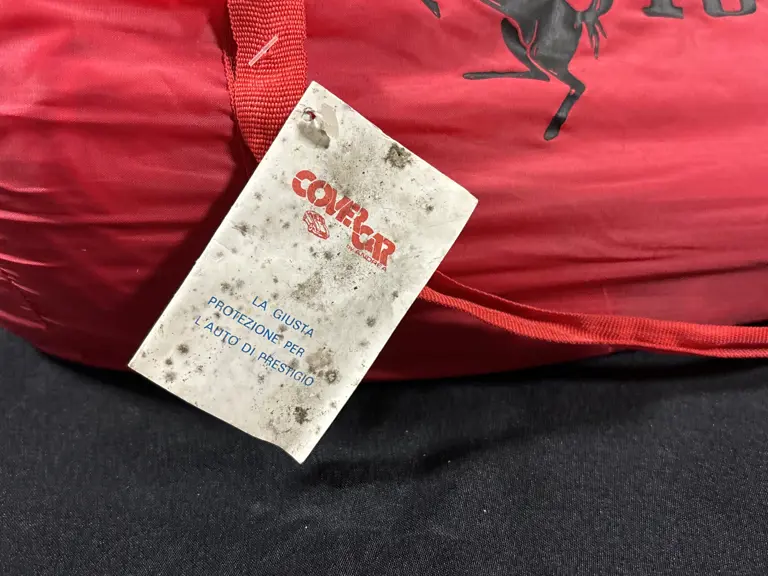 COVERCAR
LA GIUSTA
PROTEZIONE PER
L'AUTO DI PRESTIGIO